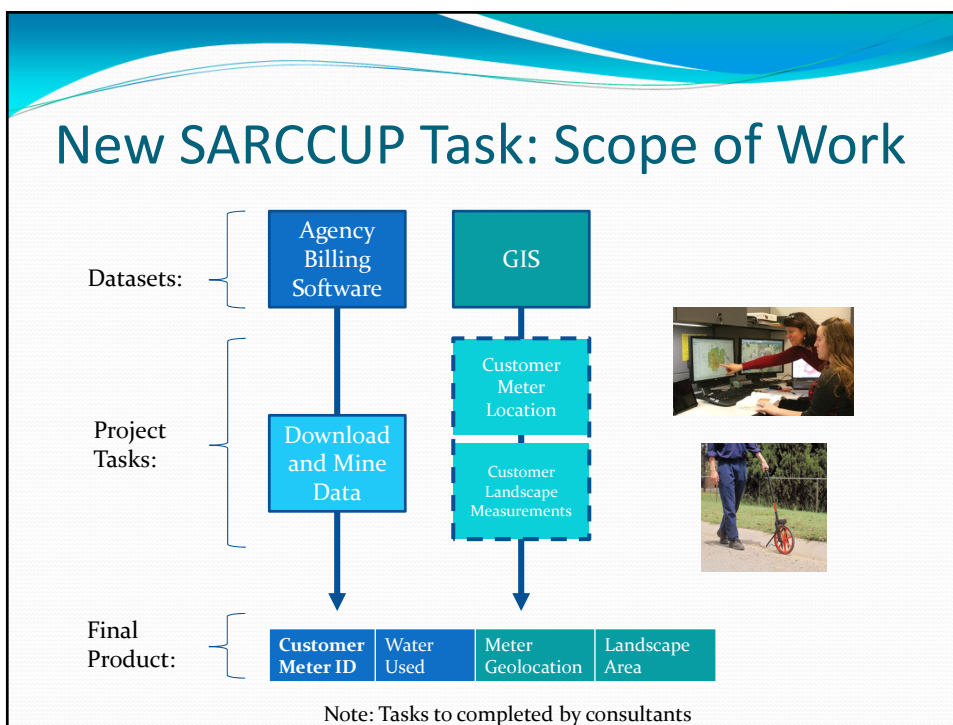 New SARCCUP Task: Scope of Work
Datasets:
Agency
Billing
Software
GIS
Project
Tasks:
Download
and Mine
Data
Customer
Meter
Location
Customer
Landscape
Measurements
Final
Product:
Customer
Meter ID
Water
Used
Meter
Geolocation
Landscape
Area
Note: Tasks to completed by consultants